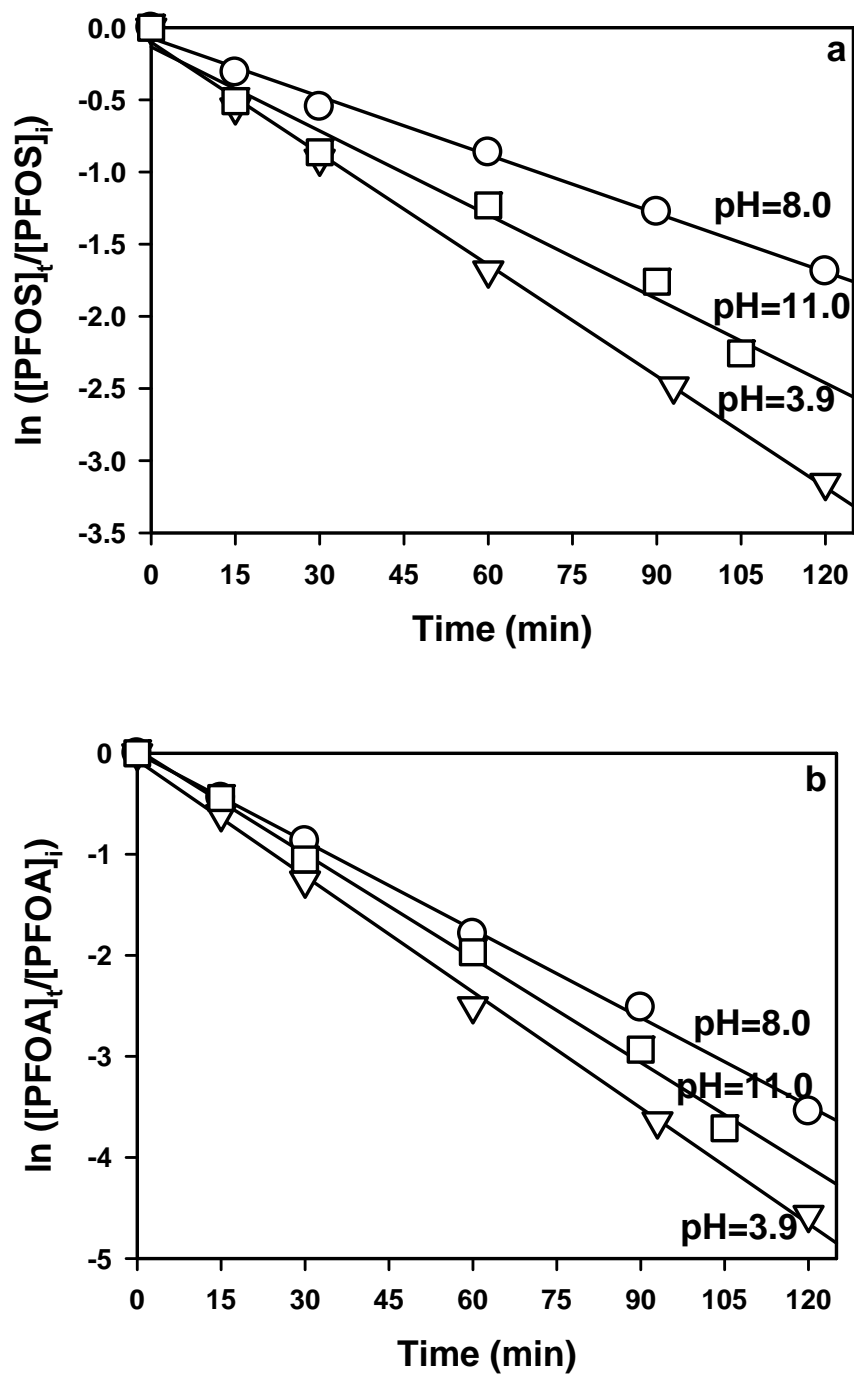 a
0.0
-0.5
-1.0
-1.5
-2.0
-2.5
-3.0
-3.5
ln ([PFOS]t/[PFOS]i)
pH=8.0
pH=11.0
pH=3.9
0 15 30 45 60 75 90 105 120
Time (min)
b
0
-1
-2
-3
-4
-5
ln ([PFOA]t/[PFOA]i)
pH=8.0
pH=11.0
pH=3.9
0 15 30 45 60 75 90 105 120
Time (min)